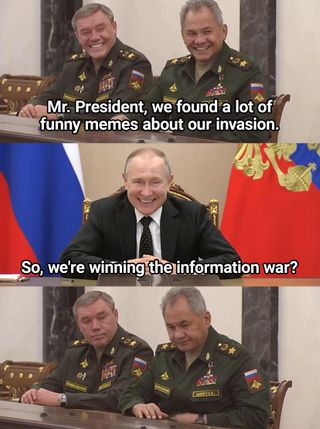 Mr. President, we found a lot of
funny memes about our invasion.
So, we're winning the information war?